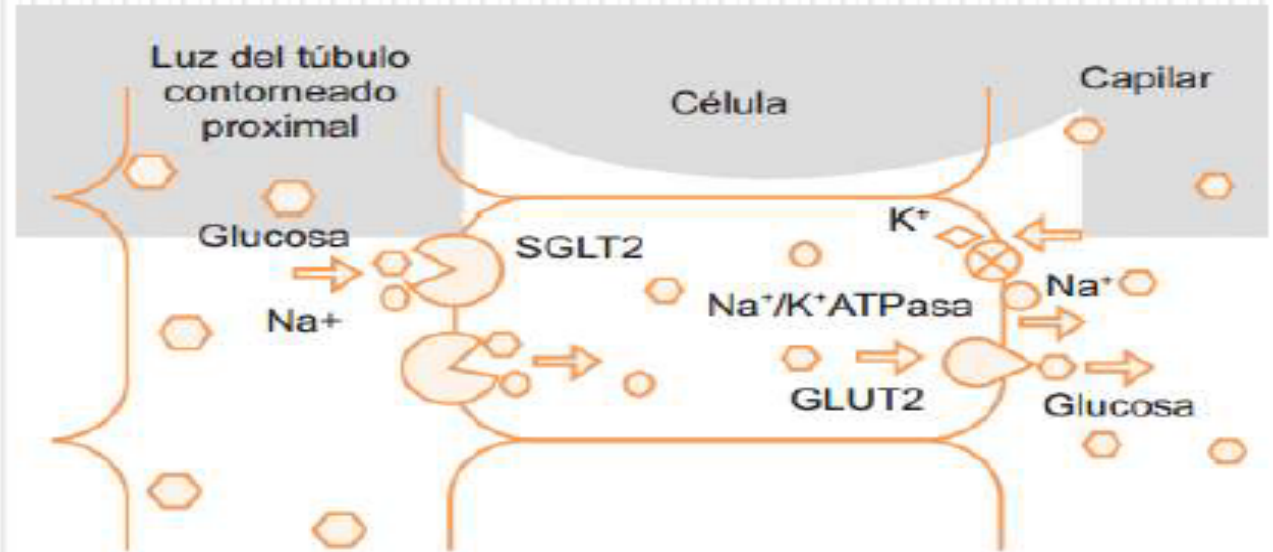 Luz del túbulo
contorneado
proximal
Célula
Capilar
Glucosa
SGLT2
K⁺
Na+
Na⁺/K⁺ATPasa
Na⁺
GLUT2
Glucosa